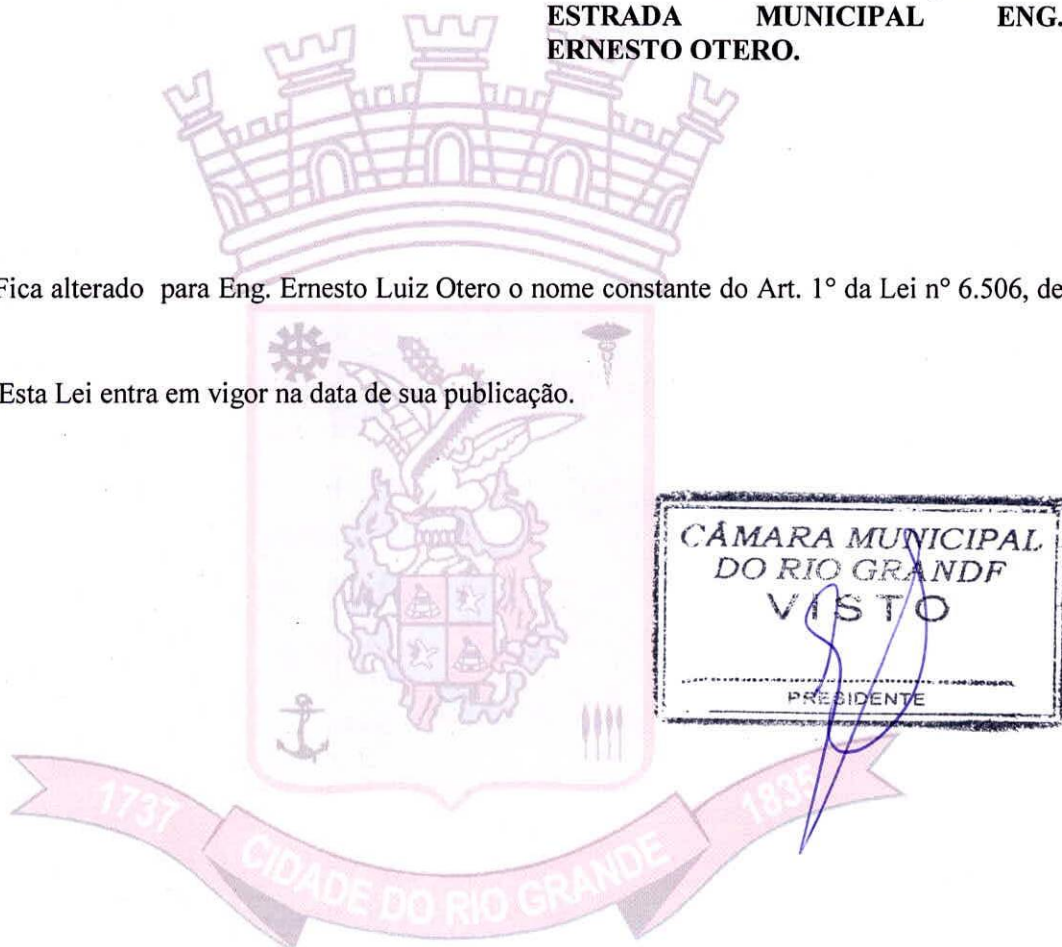 ESTRADA MUNICIPAL ENG.
ERNESTO OTERO.
Fica alterado para Eng. Ernesto Luiz Otero o nome constante do Art. 1° da Lei n° 6.506, de
Esta Lei entra em vigor na data de sua publicação.
CÂMARA MUNICIPAL
DO RIO GRANDE
VISTO
PRESIDENTE
1737 CIDADE DO RIO GRANDE 1835